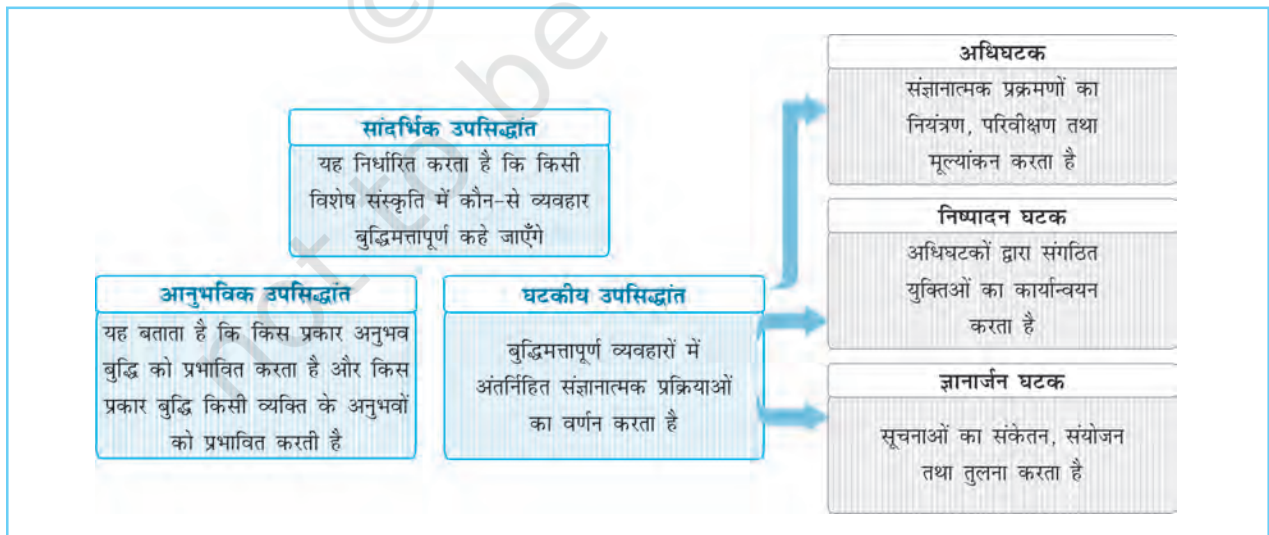 सांदर्भिक उपसिद्धांत
यह निर्धारित करता है कि किसी
विशेष संस्कृति में कौन-से व्यवहार
बुद्धिमत्तापूर्ण कहे जाएँगे
आनुभविक उपसिद्धांत
यह बताता है कि किस प्रकार अनुभव
बुद्धि को प्रभावित करता है और किस
प्रकार बुद्धि किसी व्यक्ति के अनुभवों
को प्रभावित करती है
घटकीय उपसिद्धांत
बुद्धिमत्तापूर्ण व्यवहारों में
अंतर्निहित संज्ञानात्मक प्रक्रियाओं
का वर्णन करता है
अधिघटक
संज्ञानात्मक प्रक्रमणों का
नियंत्रण, परिवीक्षण तथा
मूल्यांकन करता है
निष्पादन घटक
अधिघटकों द्वारा संगठित
युक्तिओं का कार्यान्वयन
करता है
ज्ञानार्जन घटक
सूचनाओं का संकेतन, संयोजन
तथा तुलना करता है
©
not to be